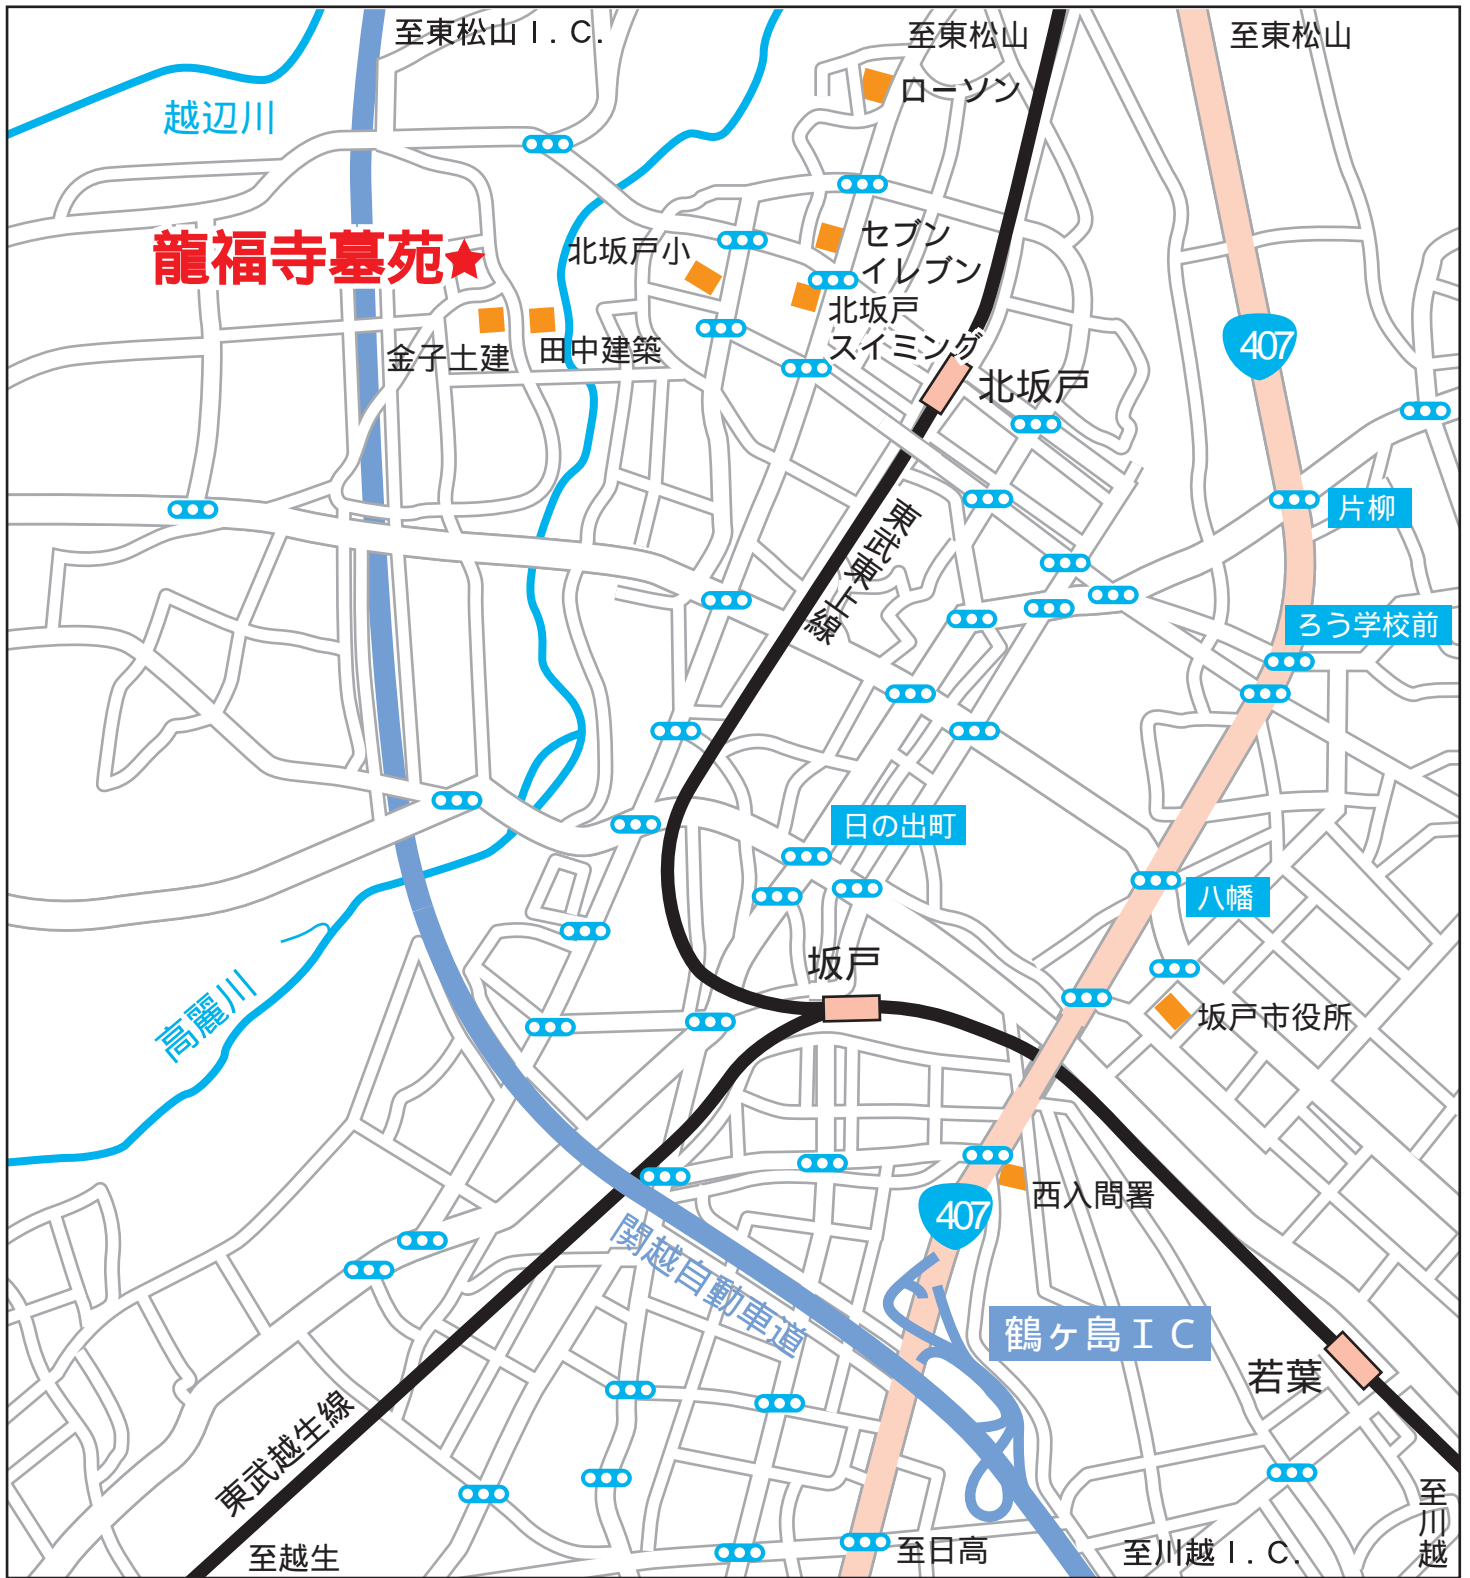 至東松山Ｉ．Ｃ．
至東松山
至東松山
ローソン
越辺川
龍福寺墓苑
北坂戸小
セブン
イレブン
北坂戸
スイミング
金子土建
田中建築
407
北坂戸
片柳
東武東上線
ろう学校前
日の出町
八幡
坂戸
高麗川
坂戸市役所
西入間署
407
関越自動車道
鶴ヶ島ＩＣ
若葉
東武越生線
至川越
至越生
至日高
至川越Ｉ．Ｃ．